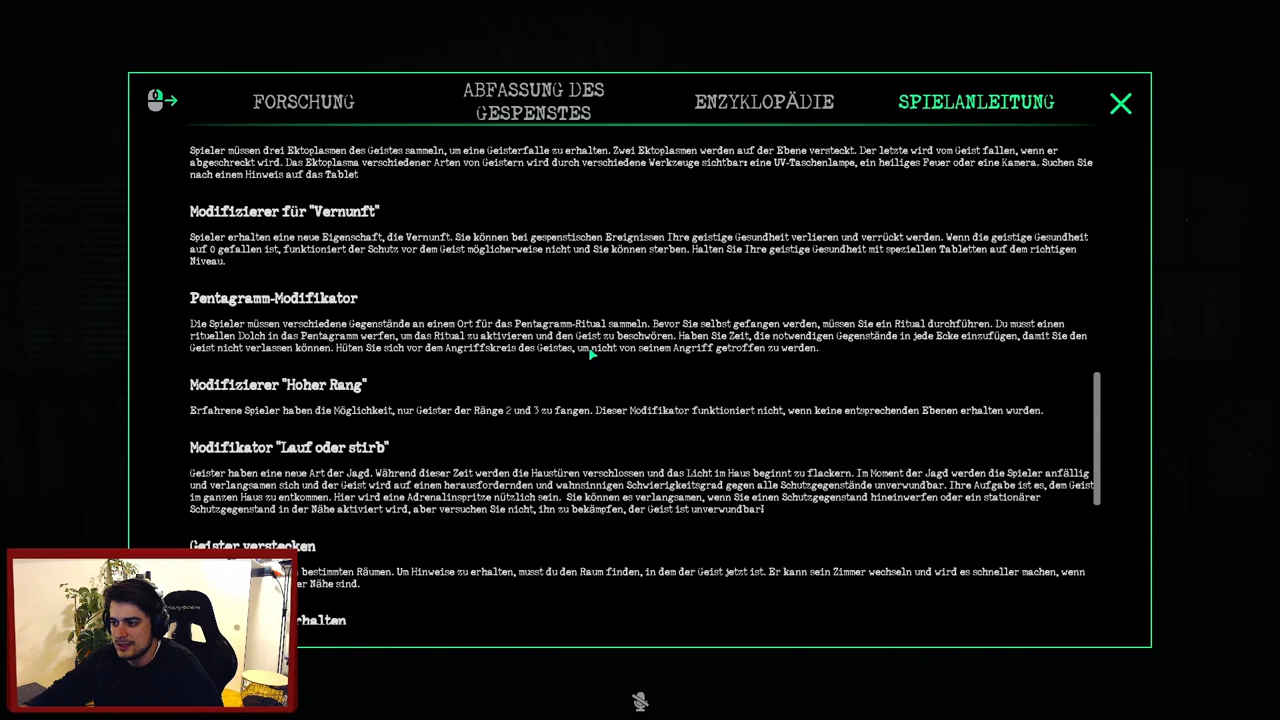 FORSCHUNG
ABFASSUNG DES
GESPENSTES
ENZYKLOPÄDIE
SPIELANLEITUNG
Spieler müssen drei Ektoplasmen des Geistes sammeln, um eine Geisterfalle zu erhalten. Zwei Ektoplasmen werden auf der Ebene versteckt. Der letzte wird vom Geist fallen, wenn er
abgeschreckt wird. Das Ektoplasma verschiedener Arten von Geistern wird durch verschiedene Werkzeuge sichtbar: eine UV-Taschenlampe, ein heiliges Feuer oder eine Kamera. Suchen Sie
nach einem Hinweis auf das Tablet
Modifizierer für "Vernunft"
Spieler erhalten eine neue Eigenschaft, die Vernunft. Sie können bei gespenstischen Ereignissen Ihre geistige Gesundheit verlieren und verrückt werden. Wenn die geistige Gesundheit
auf 0 gefallen ist, funktioniert der Schutz vor dem Geist möglicherweise nicht und Sie können sterben. Halten Sie Ihre geistige Gesundheit mit speziellen Tabletten auf dem richtigen
Niveau.
Pentagramm-Modifikator
Die Spieler müssen verschiedene Gegenstände an einem Ort für das Pentagramm-Ritual sammeln. Bevor Sie selbst gefangen werden, müssen Sie ein Ritual durchführen. Du musst einen
rituellen Dolch in das Pentagramm werfen, um das Ritual zu aktivieren und den Geist zu beschwören. Haben Sie Zeit, die notwendigen Gegenstände in jede Ecke einzufügen, damit Sie den
Geist nicht verlassen können. Hüten Sie sich vor dem Angriffskreis des Geistes, um nicht von seinem Angriff getroffen zu werden.
Modifizierer "Hoher Rang"
Erfahrene Spieler haben die Möglichkeit, nur Geister der Ränge 2 und 3 zu fangen. Dieser Modifikator funktioniert nicht, wenn keine entsprechenden Ebenen erhalten wurden.
Modifikator "Lauf oder stirb"
Geister haben eine neue Art der Jagd. Während dieser Zeit werden die Haustüren verschlossen und das Licht im Haus beginnt zu flackern. Im Moment der Jagd werden die Spieler anfällig
und verlangsamen sich und der Geist wird auf einem herausfordernden und wahnsinnigen Schwierigkeitsgrad gegen alle Schutzgegenstände unverwundbar. Ihre Aufgabe ist es, dem Geist
im ganzen Haus zu entkommen. Hier wird eine Adrenalinspritze nützlich sein. Sie können es verlangsamen, wenn Sie einen Schutzgegenstand hineinwerfen oder ein stationärer
Schutzgegenstand in der Nähe aktiviert wird, aber versuchen Sie nicht, ihn zu bekämpfen, der Geist ist unverwundbar!
Geister verstecken
bestimmten Räumen. Um Hinweise zu erhalten, musst du den Raum finden, in dem der Geist jetzt ist. Er kann sein Zimmer wechseln und wird es schneller machen, wenn
er Nähe sind.
rhalten